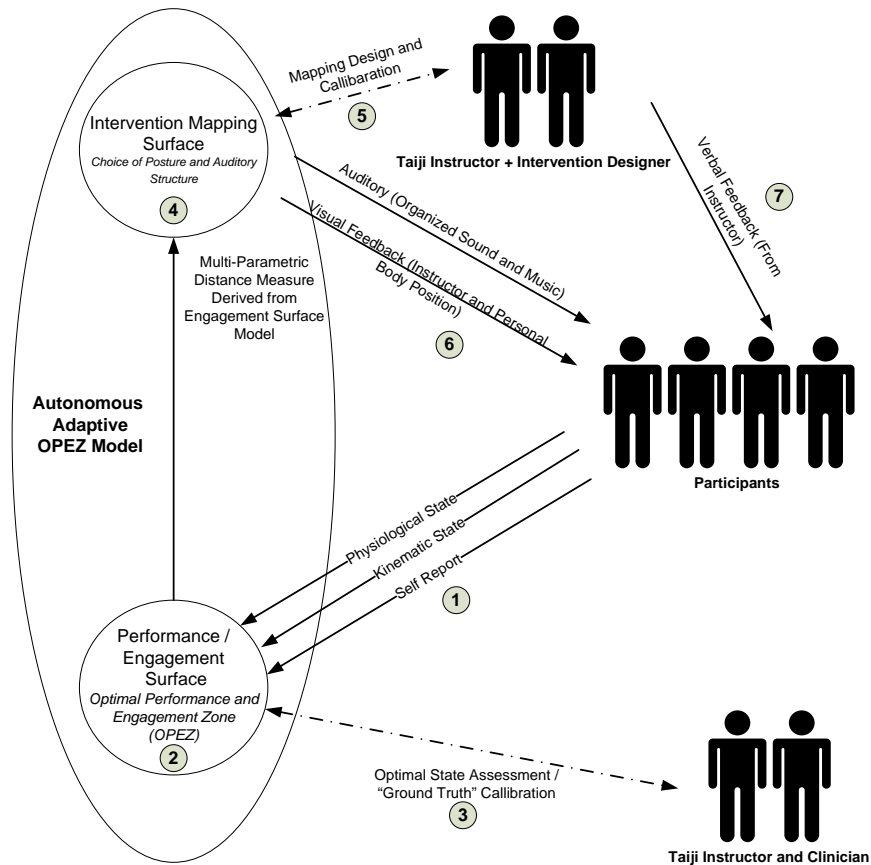 Mapping Design and
Callibaration
5
Taiji Instructor + Intervention Designer
Intervention Mapping
Surface
Choice of Posture and Auditory
Structure
4
Auditory (Organized Sound and Music)
Visual Feedback (Instructor and Personal
Body Position)
6
Verbal Feedback (From
Instructor)
7
Multi-Parametric
Distance Measure
Derived from
Engagement Surface
Model
Autonomous
Adaptive
OPEZ Model
Participants
Physiological State
Kinematic State
Self Report
1
Performance /
Engagement
Surface
Optimal Performance and
Engagement Zone
(OPEZ)
2
Optimal State Assessment /
“Ground Truth” Callibration
3
Taiji Instructor and Clinician